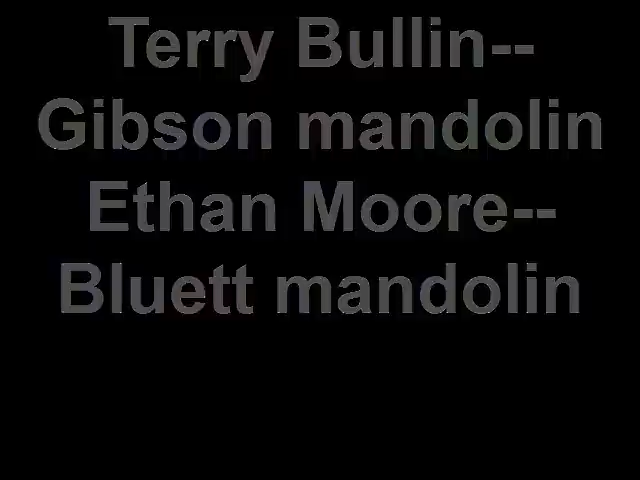 Terry Bullin--
Gibson mandolin
Ethan Moore--
Bluett mandolin